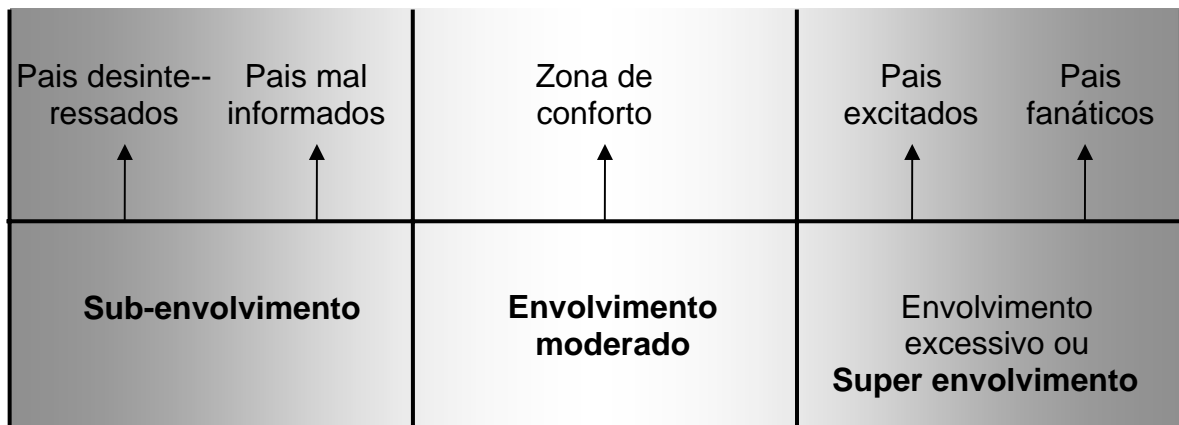 Pais desinte--
ressados
Pais mal
informados
Zona de
conforto
Pais
excitados
Pais
fanáticos
Sub-envolvimento
Envolvimento
moderado
Envolvimento
excessivo ou
Super envolvimento